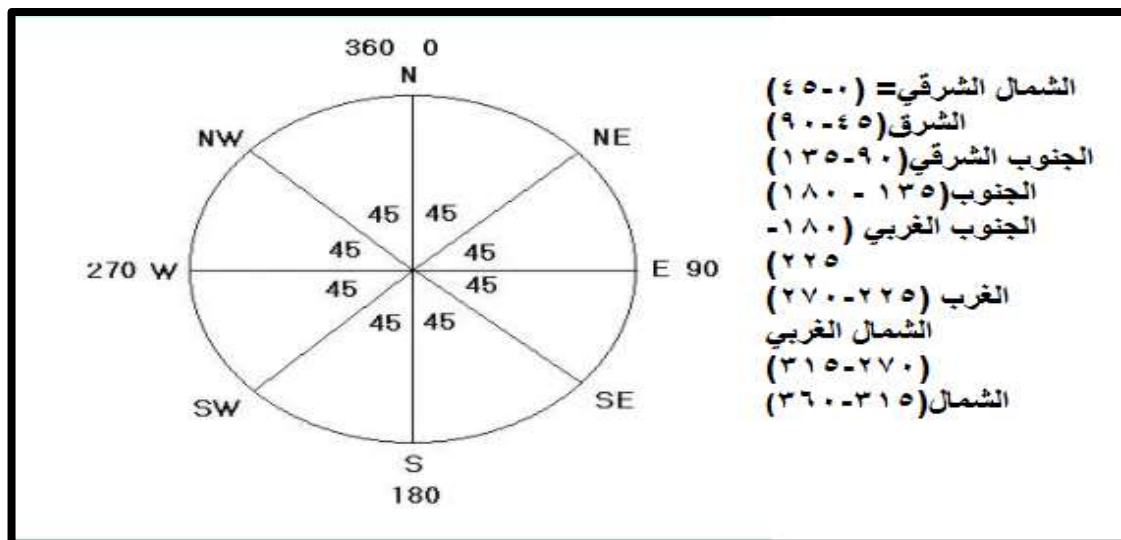 360 0
N
NW
NE
45 45
45 45
270 W
E 90
45 45
45 45
SW
SE
S
180
الشمال الشرقي= (٠-٤٥)
الشرق(٤٥-٩٠)
الجنوب الشرقي(٩٠-١٣٥)
الجنوب(١٣٥ - ١٨٠)
الجنوب الغربي (١٨٠-
٢٢٥)
الغرب (٢٢٥-٢٧٠)
الشمال الغربي
(٢٧٠-٣١٥)
الشمال(٣١٥-٣٦٠)